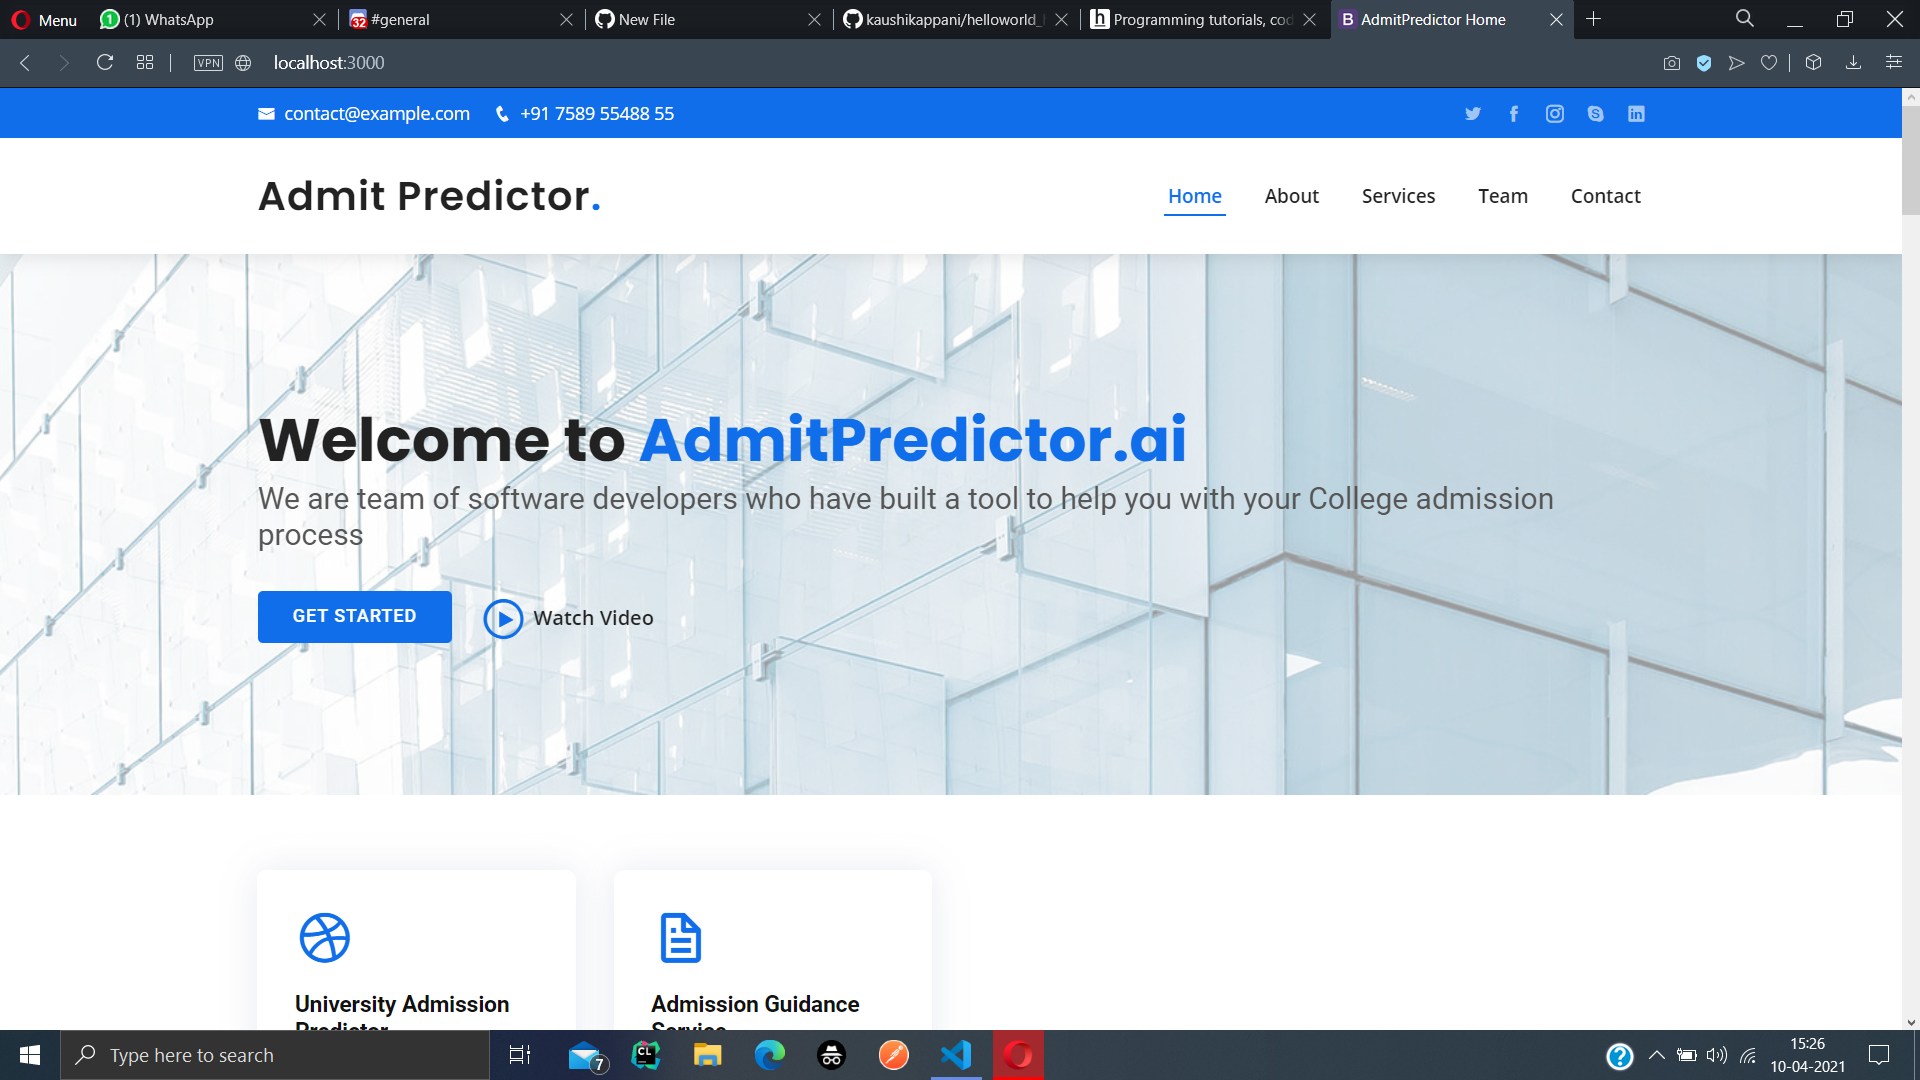 Menu
(1) WhatsApp
#general
New File
kaushikappani/helloworld_
Programming tutorials, cod
AdmitPredictor Home
VPN
localhost:3000
contact@example.com
+91 7589 55488 55
Admit Predictor.
Home
About
Services
Team
Contact
Welcome to AdmitPredictor.ai
We are team of software developers who have built a tool to help you with your College admission
process
GET STARTED
Watch Video
University Admission
Predictor
Admission Guidance
Service
Type here to search
7
15:26
10-04-2021